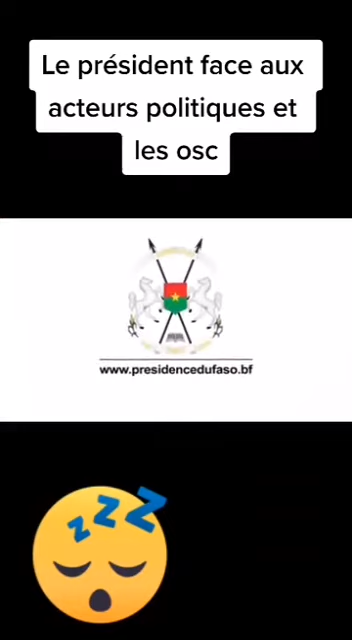 Le président face aux
acteurs politiques et
les osc
www.presidencedufaso.bf